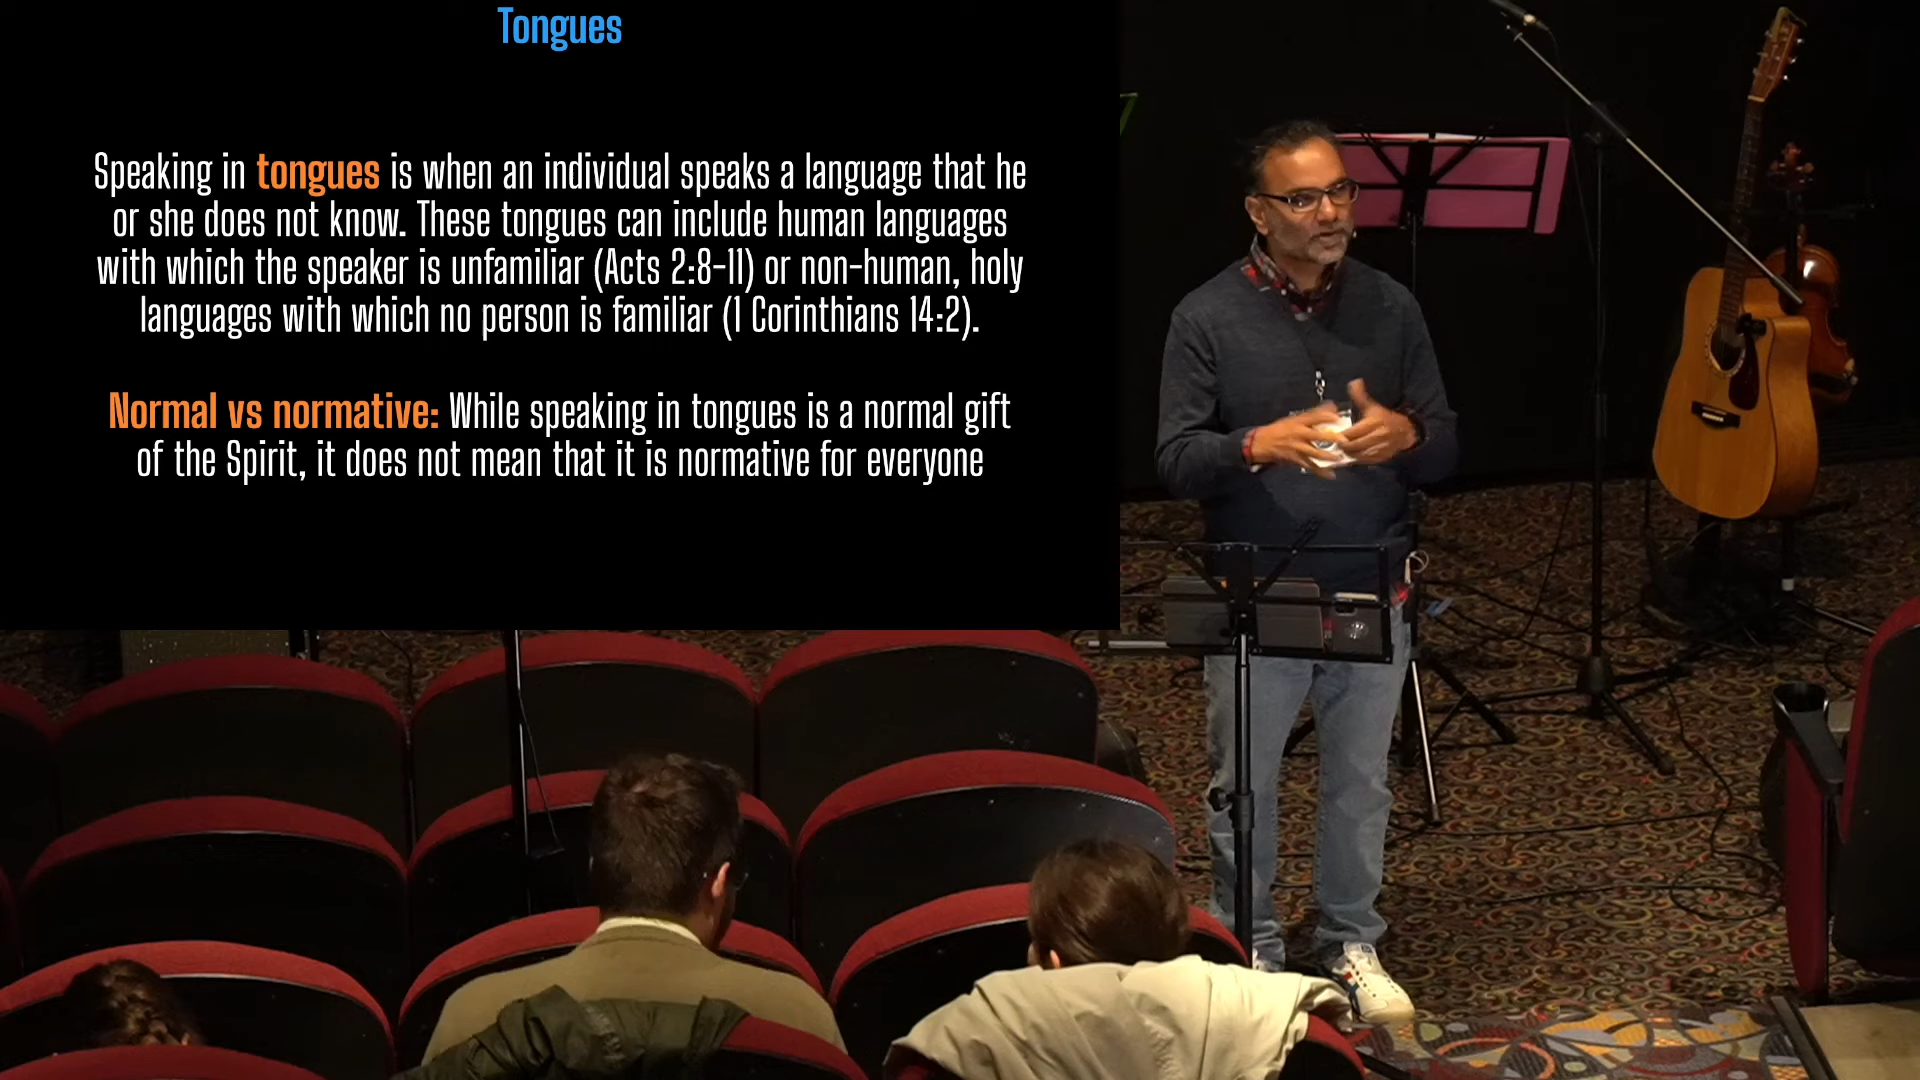 Tongues
Speaking in tongues is when an individual speaks a language that he
or she does not know. These tongues can include human languages
with which the speaker is unfamiliar (Acts 2:8-11) or non-human, holy
languages with which no person is familiar (1 Corinthians 14:2).
Normal vs normative: While speaking in tongues is a normal gift
of the Spirit, it does not mean that it is normative for everyone